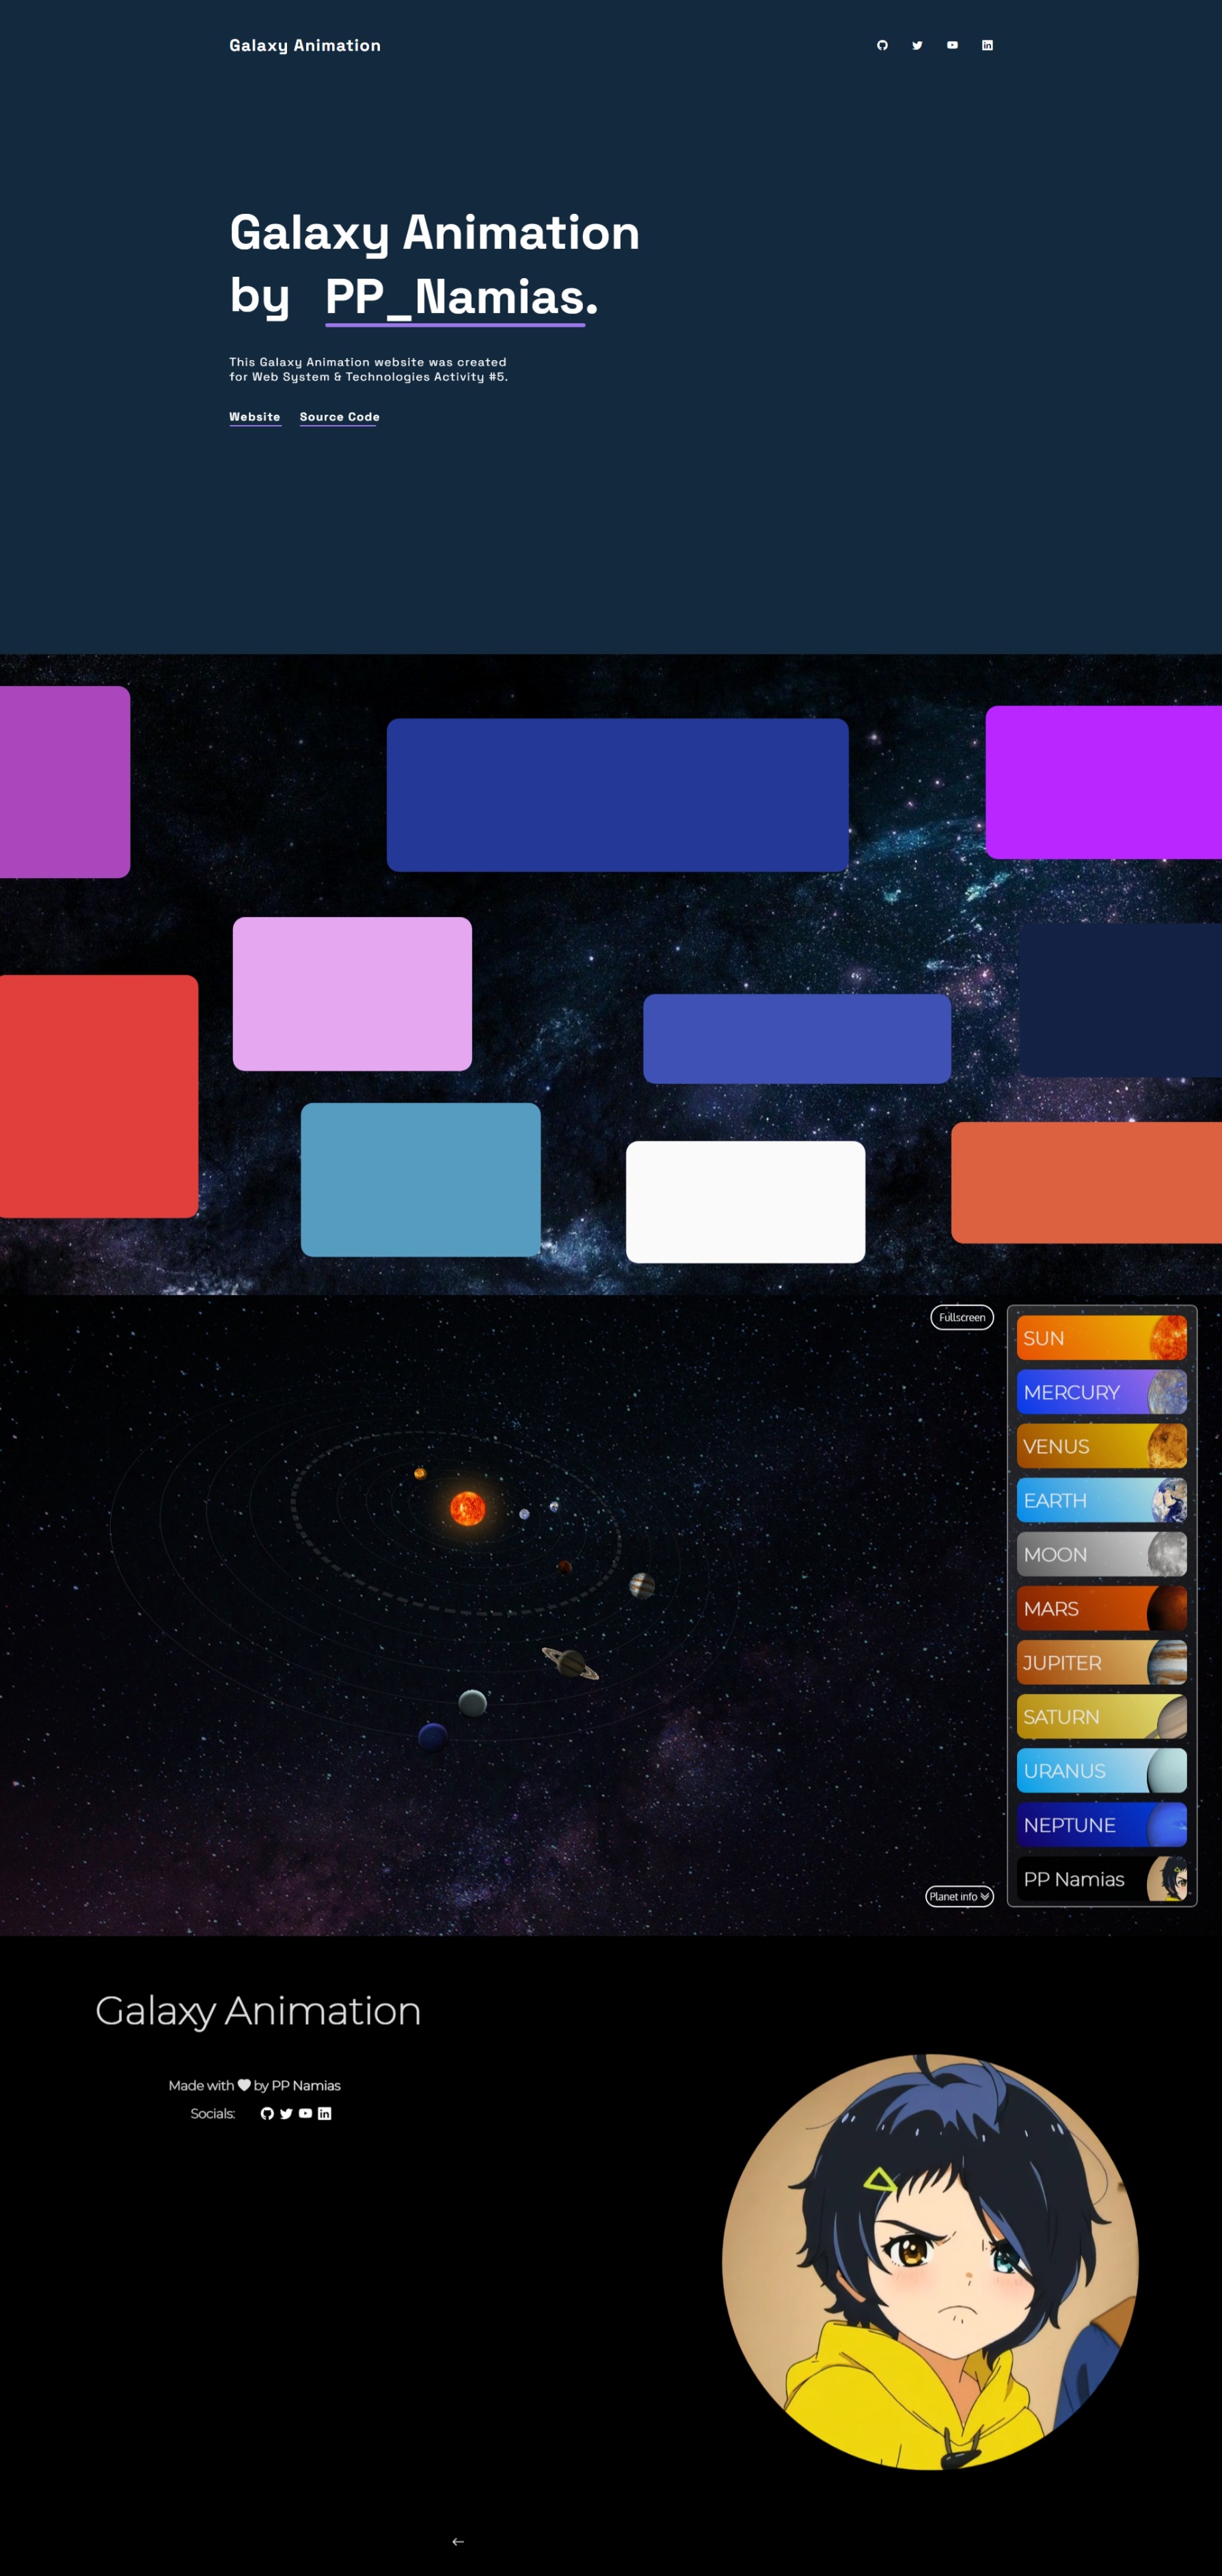 Galaxy Animation
Galaxy Animation
by PP_Namias.
This Galaxy Animation website was created
for Web System & Technologies Activity #5.
Website Source Code
Fullscreen
SUN
MERCURY
VENUS
EARTH
MOON
MARS
JUPITER
SATURN
URANUS
NEPTUNE
PP Namias
Planet info
Galaxy Animation
Made with by PP Namias
Socials: